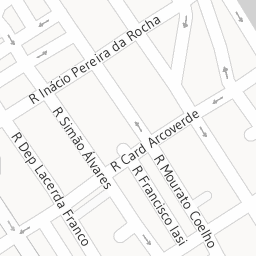 R Inácio Pereira da Rocha
R Simão Álvares
R Card Arcoverde
R Dep Lacerda Franco
R Francisco Iasi
R Mourato Coelho